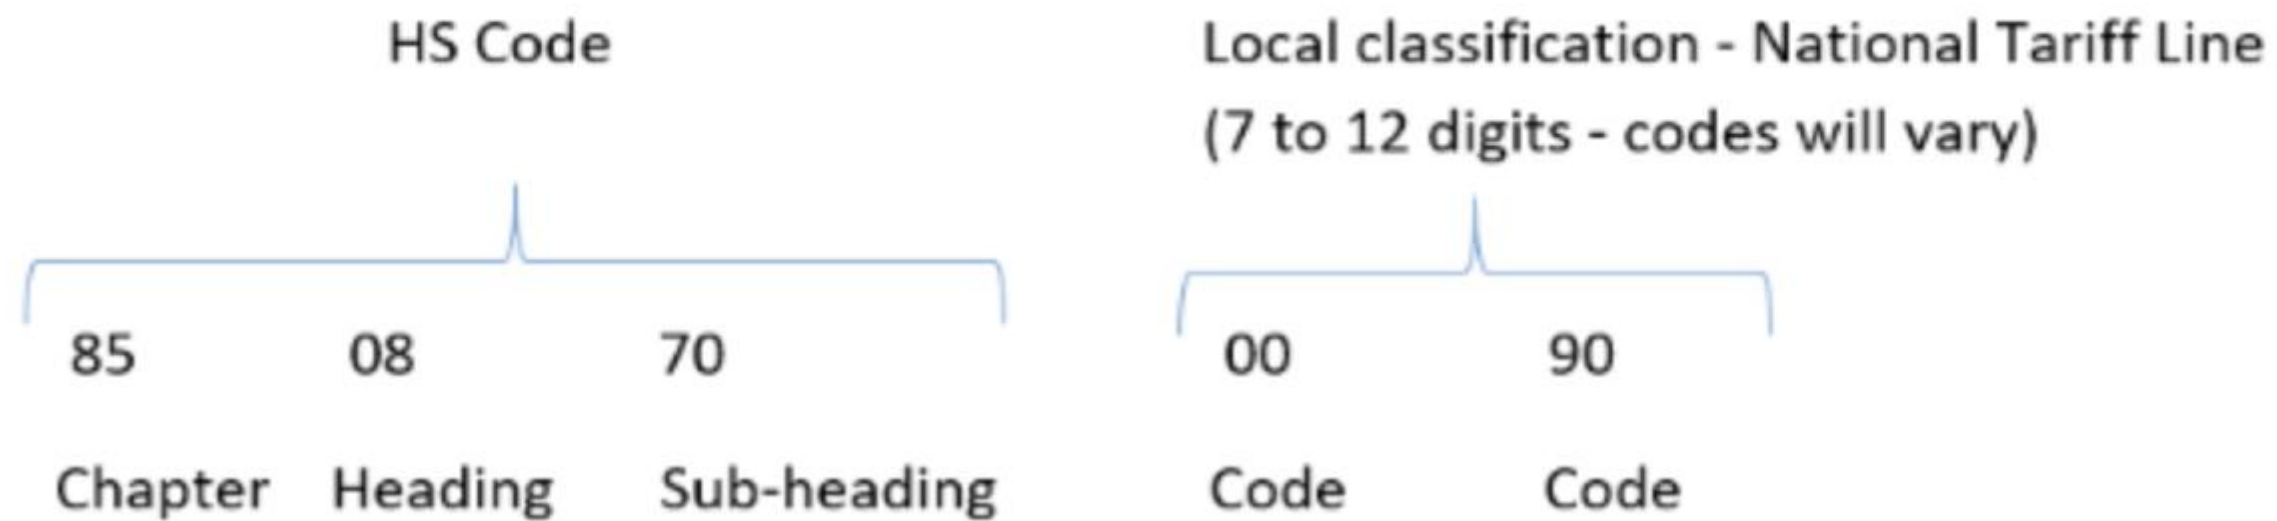 HS Code
Local classification - National Tariff Line
(7 to 12 digits - codes will vary)
85 08 70 00 90
Chapter Heading Sub-heading Code Code